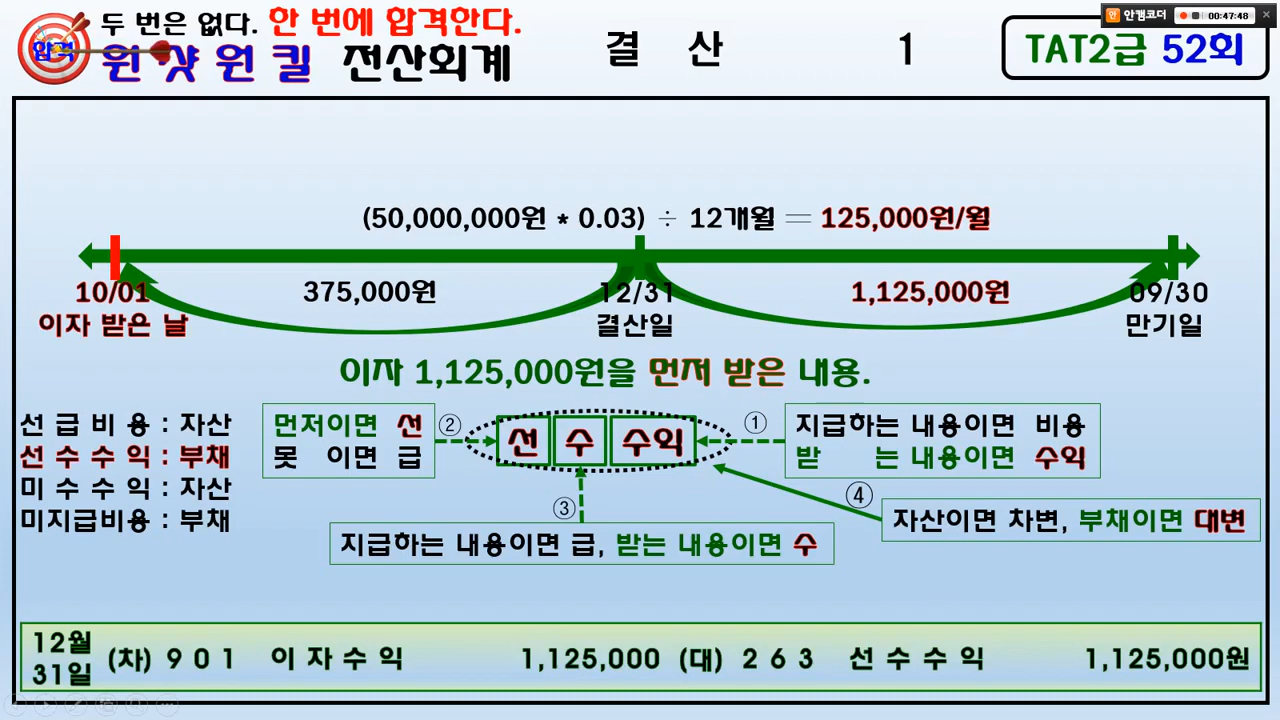 두 번은 없다. 한 번에 합격한다.
합격
원 샷 원 킬 전산회계
결 산 1
안캠코더 00:47:48
TAT2급 52회
(50,000,000원 * 0.03) ÷ 12개월 = 125,000원/월
375,000원
1,125,000원
10/01
이자 받은 날
12/31
결산일
09/30
만기일
이자 1,125,000원을 먼저 받은 내용.
선 급 비 용 : 자산
선 수 수 익 : 부채
미 수 수 익 : 자산
미지급비용 : 부채
먼저이면 선
못 이면 급
②
선 수 수익
①
지급하는 내용이면 비용
받 는 내용이면 수익
③
지급하는 내용이면 급, 받는 내용이면 수
④
자산이면 차변, 부채이면 대변
12월
31일
(차) 9 0 1 이 자 수 익 1,125,000 (대) 2 6 3 선 수 수 익 1,125,000원